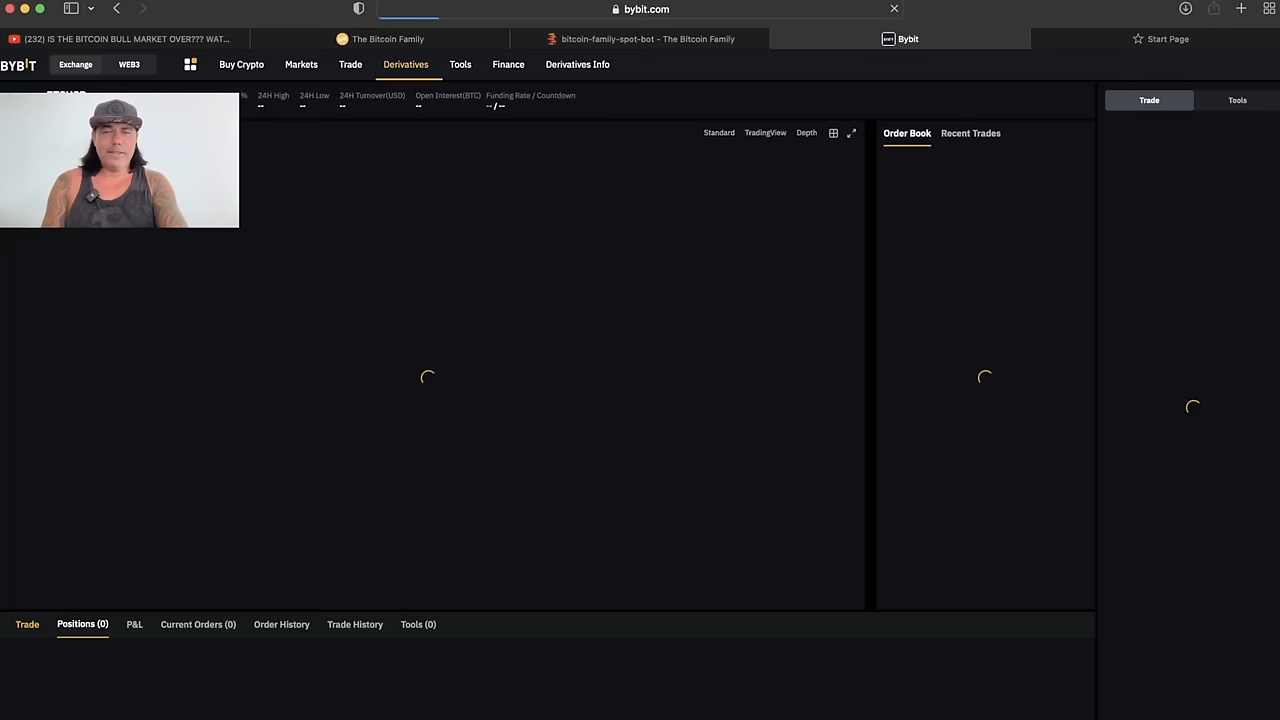 bybit.com
(232) IS THE BITCOIN BULL MARKET OVER??? WAT...
The Bitcoin Family
bitcoin-family-spot-bot - The Bitcoin Family
Bybit
Start Page
BYBIT
Exchange
WEB3
Buy Crypto
Markets
Trade
Derivatives
Tools
Finance
Derivatives Info
%
24H High
24H Low
24H Turnover(USD)
Open Interest(BTC)
Funding Rate / Countdown
--
--
--
--
-- / --
Standard
TradingView
Depth
Order Book
Recent Trades
Trade
Tools
Trade
Positions (0)
P&L
Current Orders (0)
Order History
Trade History
Tools (0)